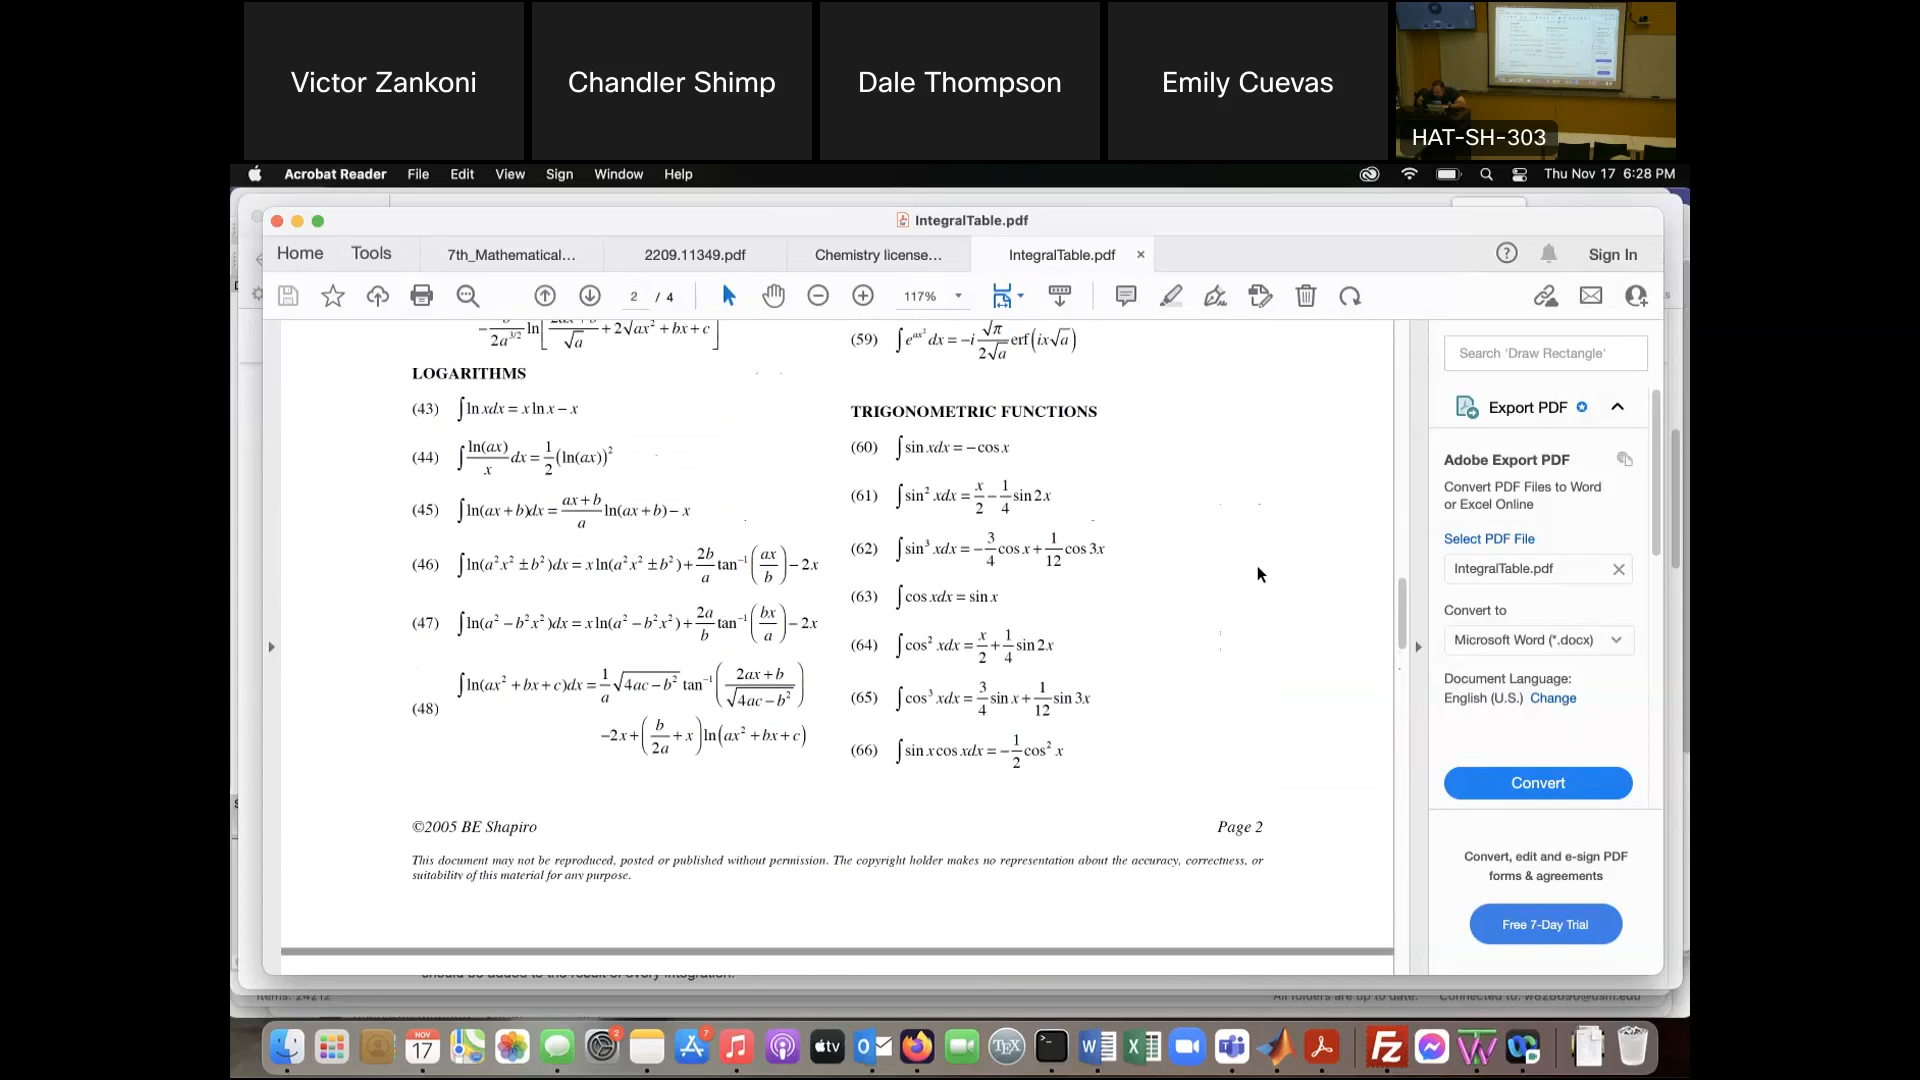 Victor Zankoni
Chandler Shimp
Dale Thompson
Emily Cuevas
HAT-SH-303
Acrobat Reader File Edit View Sign Window Help
Thu Nov 17 6:28 PM
IntegralTable.pdf
Home Tools 7th_Mathematical... 2209.11349.pdf Chemistry license... IntegralTable.pdf × Sign In
2 / 4 117%
LOGARITHMS
(43) ∫ln xdx = x ln x − x
(44) ∫ln(ax)/x dx = 1/2 (ln(ax))²
(45) ∫ln(ax + b)dx = (ax + b)/a ln(ax + b) − x
(46) ∫ln(a²x² ± b²)dx = x ln(a²x² ± b²) + 2b/a tan⁻¹(ax/b) − 2x
(47) ∫ln(a² − b²x²)dx = x ln(a² − b²x²) + 2a/b tan⁻¹(bx/a) − 2x
(48) ∫ln(ax² + bx + c)dx = 1/a √(4ac − b²) tan⁻¹((2ax + b)/√(4ac − b²))
−2x + (b/2a + x) ln(ax² + bx + c)
(59) ∫e^(ax²) dx = −i √π/(2√a) erf(ix√a)
TRIGONOMETRIC FUNCTIONS
(60) ∫sin xdx = −cos x
(61) ∫sin² xdx = x/2 − 1/4 sin 2x
(62) ∫sin³ xdx = −3/4 cos x + 1/12 cos 3x
(63) ∫cos xdx = sin x
(64) ∫cos² xdx = x/2 + 1/4 sin 2x
(65) ∫cos³ xdx = 3/4 sin x + 1/12 sin 3x
(66) ∫sin x cos xdx = −1/2 cos² x
©2005 BE Shapiro
Page 2
This document may not be reproduced, posted or published without permission. The copyright holder makes no representation about the accuracy, correctness, or
suitability of this material for any purpose.
Search 'Draw Rectangle'
Export PDF
Adobe Export PDF
Convert PDF Files to Word
or Excel Online
Select PDF File
IntegralTable.pdf
Convert to
Microsoft Word (*.docx)
Document Language:
English (U.S.) Change
Convert
Convert, edit and e-sign PDF
forms & agreements
Free 7-Day Trial
NOV
17
2
7
tv
TEX